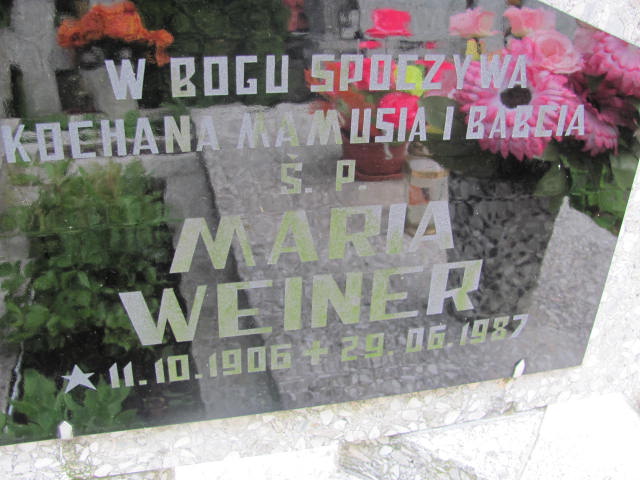 W BOGU SPOCZYWA
KOCHANA MAMUSIA I BABCIA
Ś. P.
MARIA
WEINER
★ 11.10.1906 + 29.06.1987